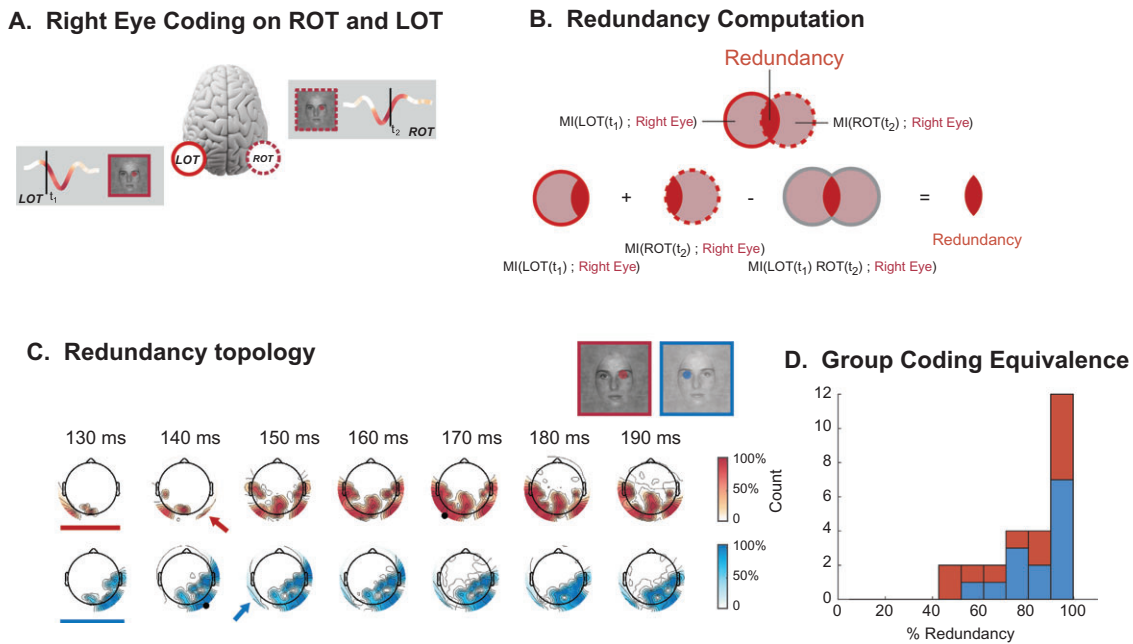 A. Right Eye Coding on ROT and LOT
LOT
ROT
t2
ROT
LOT
t1
B. Redundancy Computation
Redundancy
MI(LOT(t1) ; Right Eye)
MI(ROT(t2) ; Right Eye)
+
-
=
MI(LOT(t1) ; Right Eye)
MI(ROT(t2) ; Right Eye)
MI(LOT(t1) ROT(t2) ; Right Eye)
Redundancy
C. Redundancy topology
130 ms 140 ms 150 ms 160 ms 170 ms 180 ms 190 ms
100%
50%
0
100%
50%
0
D. Group Coding Equivalence
Count
12
10
8
6
4
2
0
0 20 40 60 80 100
% Redundancy